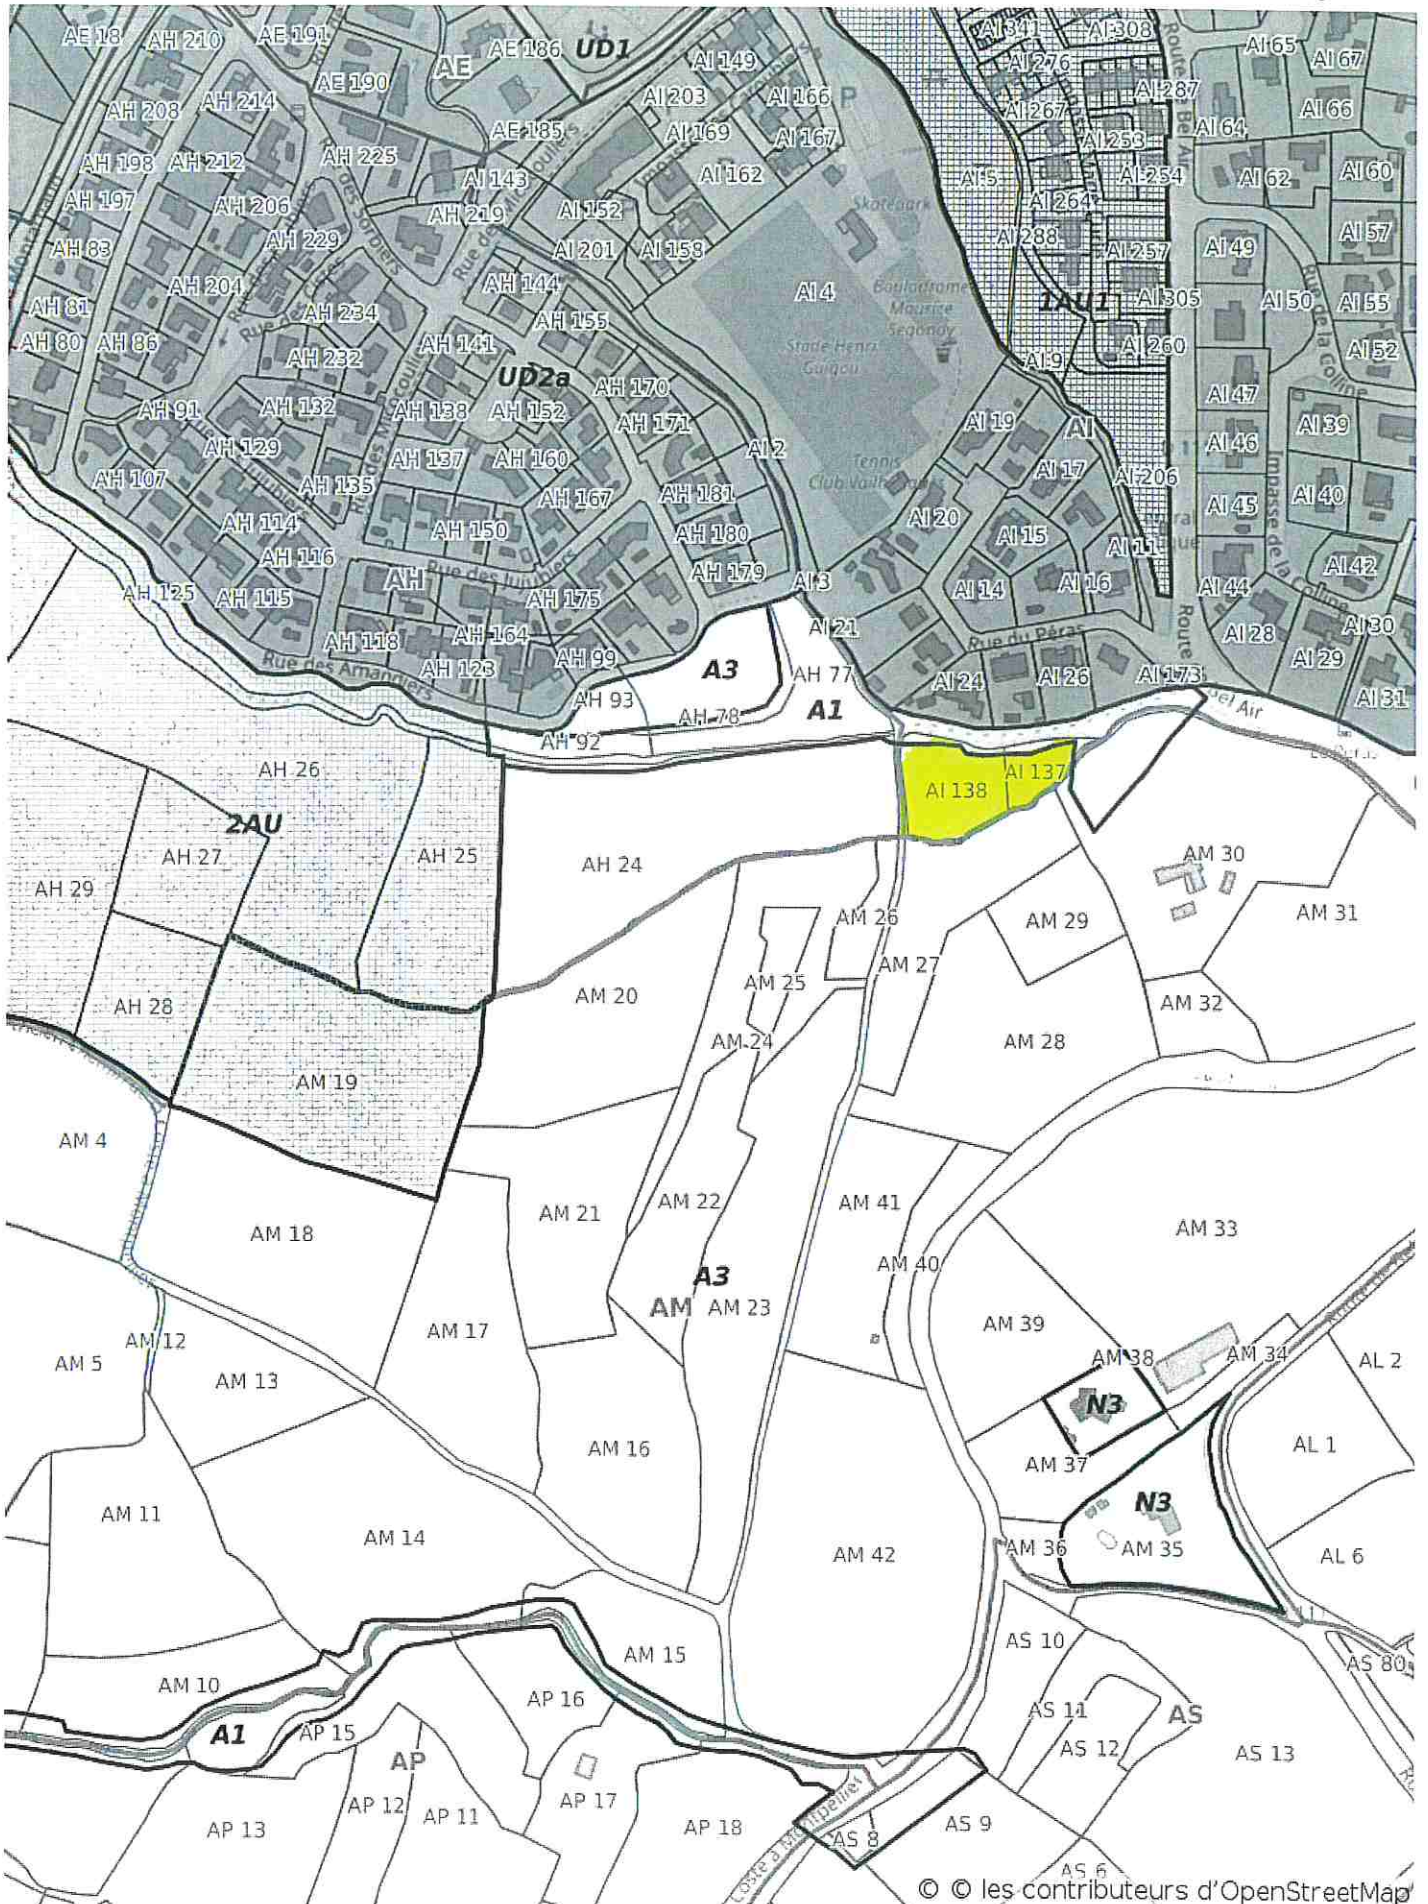 AE 18
AH 210
AE 191
AE 186
UD1
AI 149
AI 341
AI 308
AI 65
AI 67
AE
AE 190
AI 276
AH 208
AH 214
AI 203
AI 166
P
AI 267
AI 287
AI 66
AE 185
AI 169
AI 167
AI 253
AI 64
AH 198
AH 212
AH 225
AI 143
AI 162
AI 5
AI 254
AI 62
AI 60
AH 197
AH 206
AH 219
AI 152
Skatepark
AI 264
AH 83
AH 229
AI 201
AI 158
AI 288
AI 257
AI 49
AI 57
AH 204
AH 144
AI 4
Boulodrome
Maurice
Segondy
1AU1
AI 305
AI 50
AI 55
AH 81
AH 234
AH 155
Stade Henri
Guigou
AH 80
AH 86
AH 232
AH 141
AI 9
AI 260
AI 52
UD2a
AH 170
AI 47
Rue de la Colline
AH 91
AH 132
AH 138
AH 152
AH 171
AI 19
AI
AI 39
AH 129
AH 137
AH 160
AI 2
AI 46
AH 107
AH 135
AH 167
AH 181
Tennis
AI 17
AI 206
AI 45
AI 40
Impasse de la Colline
AH 114
AH 150
AH 180
AI 20
AI 15
AI 11
AH 116
AH
Rue des Jujubiers
AH 179
AI 3
AI 14
AI 16
AI 44
AI 42
AH 125
AH 115
AH 175
AI 21
Rue du Péras
Route
AI 28
AI 30
AH 118
AH 164
AH 99
AI 29
Rue des Amandiers
AH 123
A3
AH 77
AI 24
AI 26
AI 173
AI 31
AH 93
AH 78
A1
Bel Air
AH 92
AH 26
AI 138
AI 137
2AU
AH 27
AH 25
AH 24
AM 30
AH 29
AM 26
AM 29
AM 31
AM 27
AH 28
AM 20
AM 25
AM 32
AM 24
AM 28
AM 19
AM 4
AM 21
AM 22
AM 41
AM 33
AM 18
AM 40
A3
AM
AM 23
AM 17
AM 39
AM 12
AM 5
AM 13
AM 38
AM 34
AL 2
N3
AM 16
AM 37
AL 1
AM 11
N3
AM 14
AM 42
AM 36
AM 35
AL 6
AM 15
AS 10
AS 80
AM 10
AP 16
AS 11
AS
A1
AP 15
AP
AS 12
AS 13
AP 12
AP 11
AP 17
AP 13
AP 18
AS 8
AS 9
Coste à Montpellier
AS 6
© © les contributeurs d'OpenStreetMap